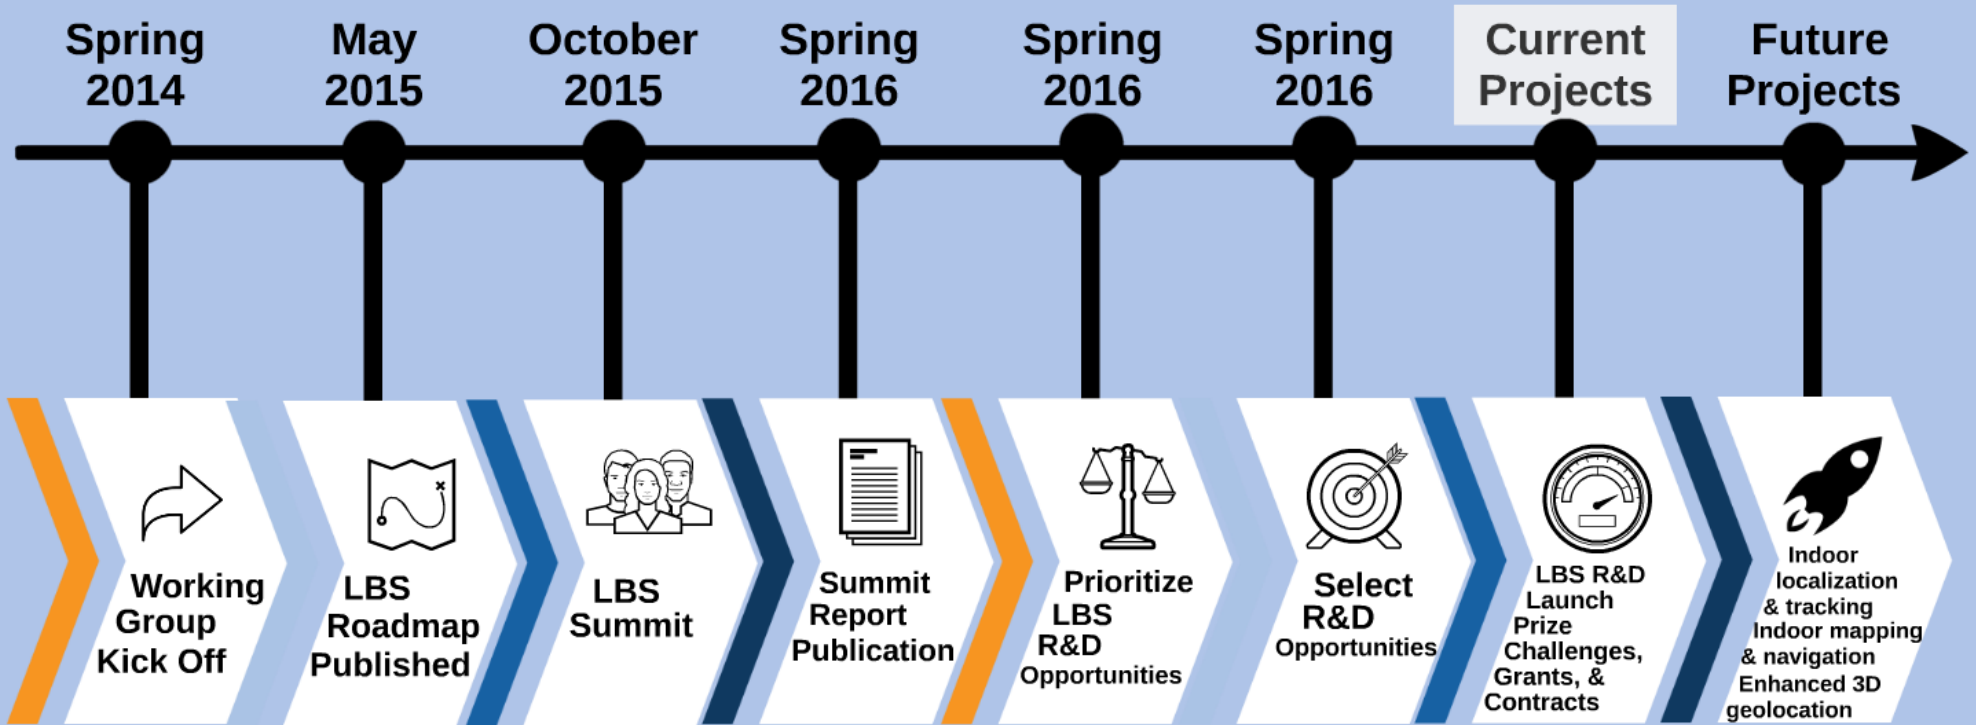 Spring
2014
May
2015
October
2015
Spring
2016
Spring
2016
Spring
2016
Current
Projects
Future
Projects
Working
Group
Kick Off
LBS
Roadmap
Published
LBS
Summit
Summit
Report
Publication
Prioritize
LBS
R&D
Opportunities
Select
R&D
Opportunities
LBS R&D
Launch
Prize
Challenges,
Grants, &
Contracts
Indoor
localization
& tracking
Indoor mapping
& navigation
Enhanced 3D
geolocation